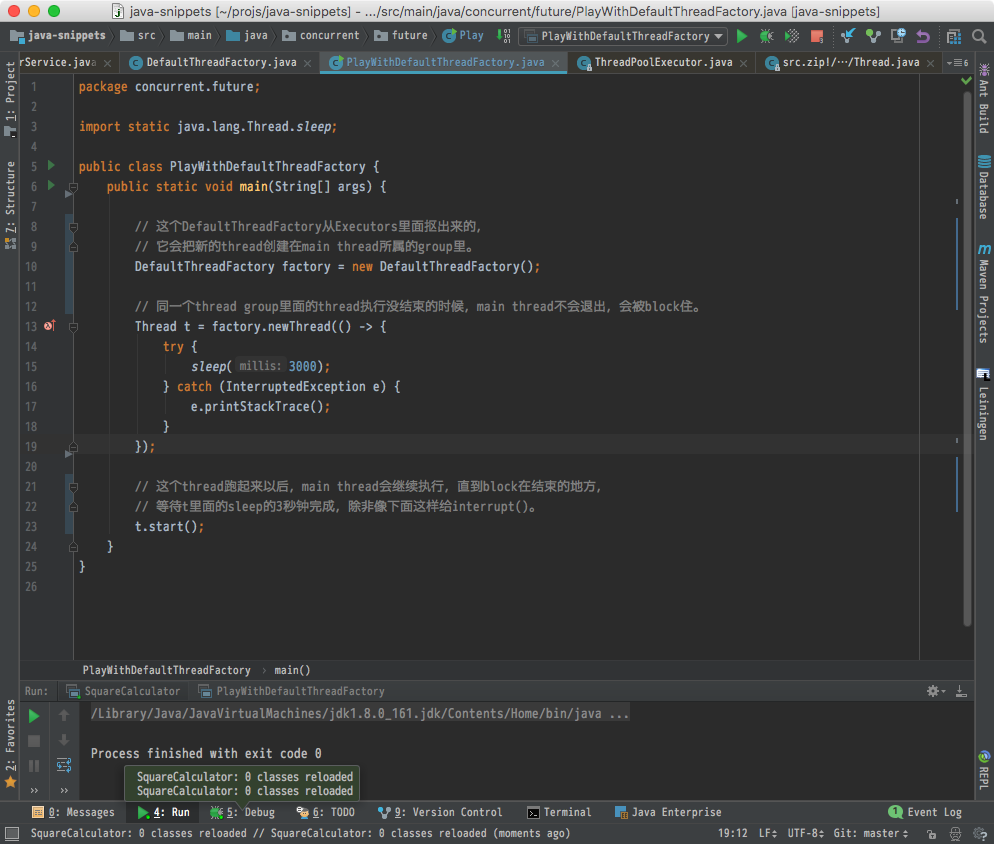 java-snippets [~/projs/java-snippets] - .../src/main/java/concurrent/future/PlayWithDefaultThreadFactory.java [java-snippets]
java-snippets src main java concurrent future Play PlayWithDefaultThreadFactory
rService.java DefaultThreadFactory.java PlayWithDefaultThreadFactory.java ThreadPoolExecutor.java src.zip!/.../Thread.java 6
1: Project
7: Structure
2: Favorites
1 package concurrent.future;
2
3 import static java.lang.Thread.sleep;
4
5 public class PlayWithDefaultThreadFactory {
6 public static void main(String[] args) {
7
8 // 这个DefaultThreadFactory从Executors里面抠出来的,
9 // 它会把新的thread创建在main thread所属的group里。
10 DefaultThreadFactory factory = new DefaultThreadFactory();
11
12 // 同一个thread group里面的thread执行没结束的时候, main thread不会退出, 会被block住。
13 Thread t = factory.newThread(() -> {
14 try {
15 sleep( millis: 3000);
16 } catch (InterruptedException e) {
17 e.printStackTrace();
18 }
19 });
20
21 // 这个thread跑起来以后, main thread会继续执行, 直到block在结束的地方,
22 // 等待t里面的sleep的3秒钟完成, 除非像下面这样给interrupt()。
23 t.start();
24 }
25 }
26
Ant Build
Database
Maven Projects
Leiningen
REPL
PlayWithDefaultThreadFactory main()
Run: SquareCalculator PlayWithDefaultThreadFactory
/Library/Java/JavaVirtualMachines/jdk1.8.0_161.jdk/Contents/Home/bin/java ...
Process finished with exit code 0
SquareCalculator: 0 classes reloaded
SquareCalculator: 0 classes reloaded
0: Messages 4: Run 5: Debug 6: TODO 9: Version Control Terminal Java Enterprise 1 Event Log
SquareCalculator: 0 classes reloaded // SquareCalculator: 0 classes reloaded (moments ago) 19:12 LF UTF-8 Git: master